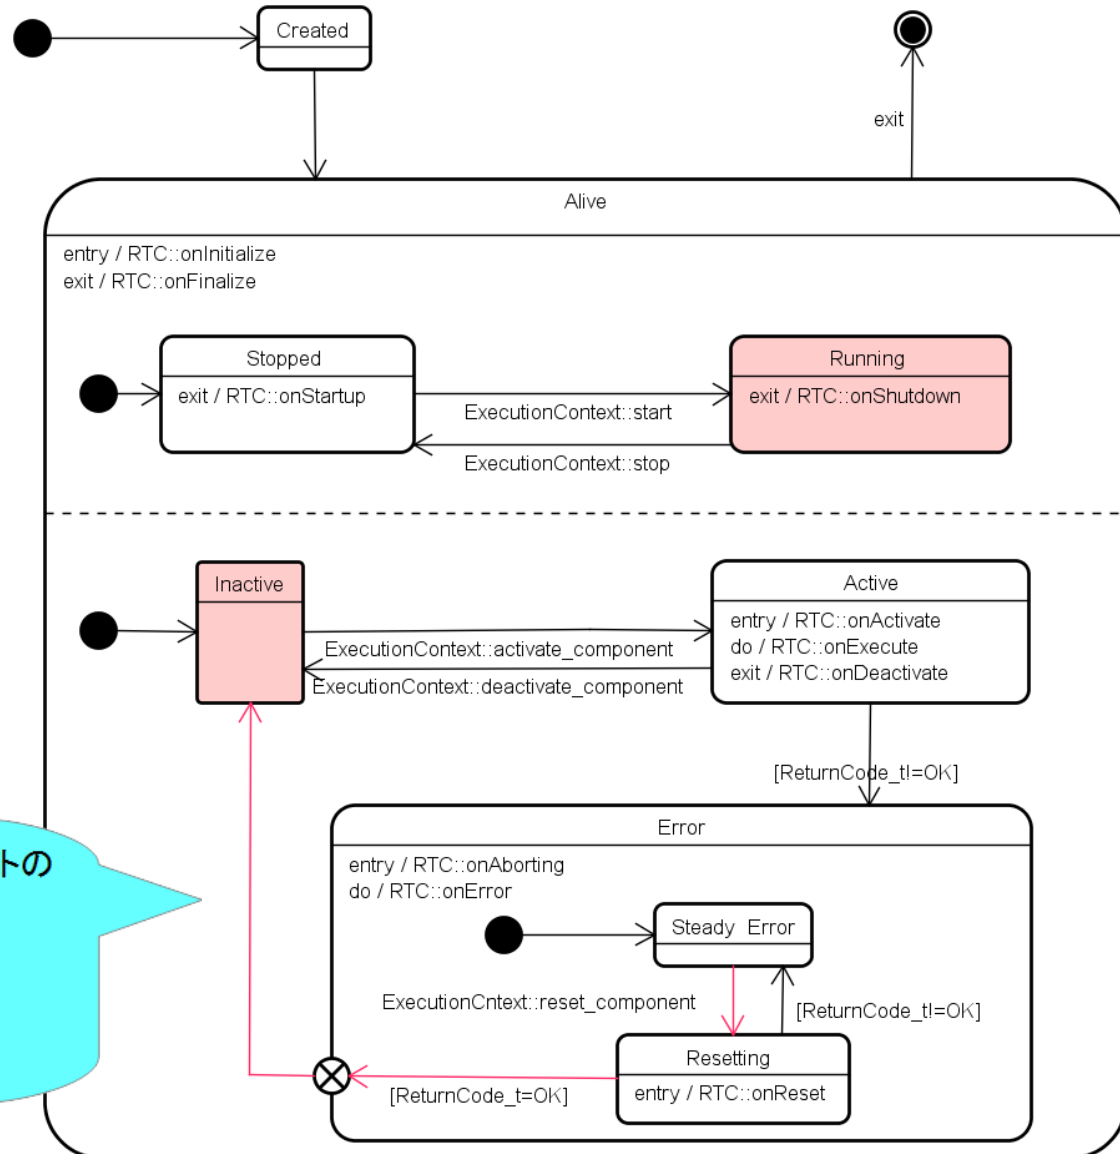 Created
exit
Alive
entry / RTC::onInitialize
exit / RTC::onFinalize
Stopped
exit / RTC::onStartup
Running
exit / RTC::onShutdown
ExecutionContext::start
ExecutionContext::stop
Inactive
Active
entry / RTC::onActivate
do / RTC::onExecute
exit / RTC::onDeactivate
ExecutionContext::activate_component
ExecutionContext::deactivate_component
[ReturnCode_t!=OK]
Error
entry / RTC::onAborting
do / RTC::onError
トの
Steady Error
ExecutionCntext::reset_component
[ReturnCode_t!=OK]
Resetting
entry / RTC::onReset
[ReturnCode_t=OK]